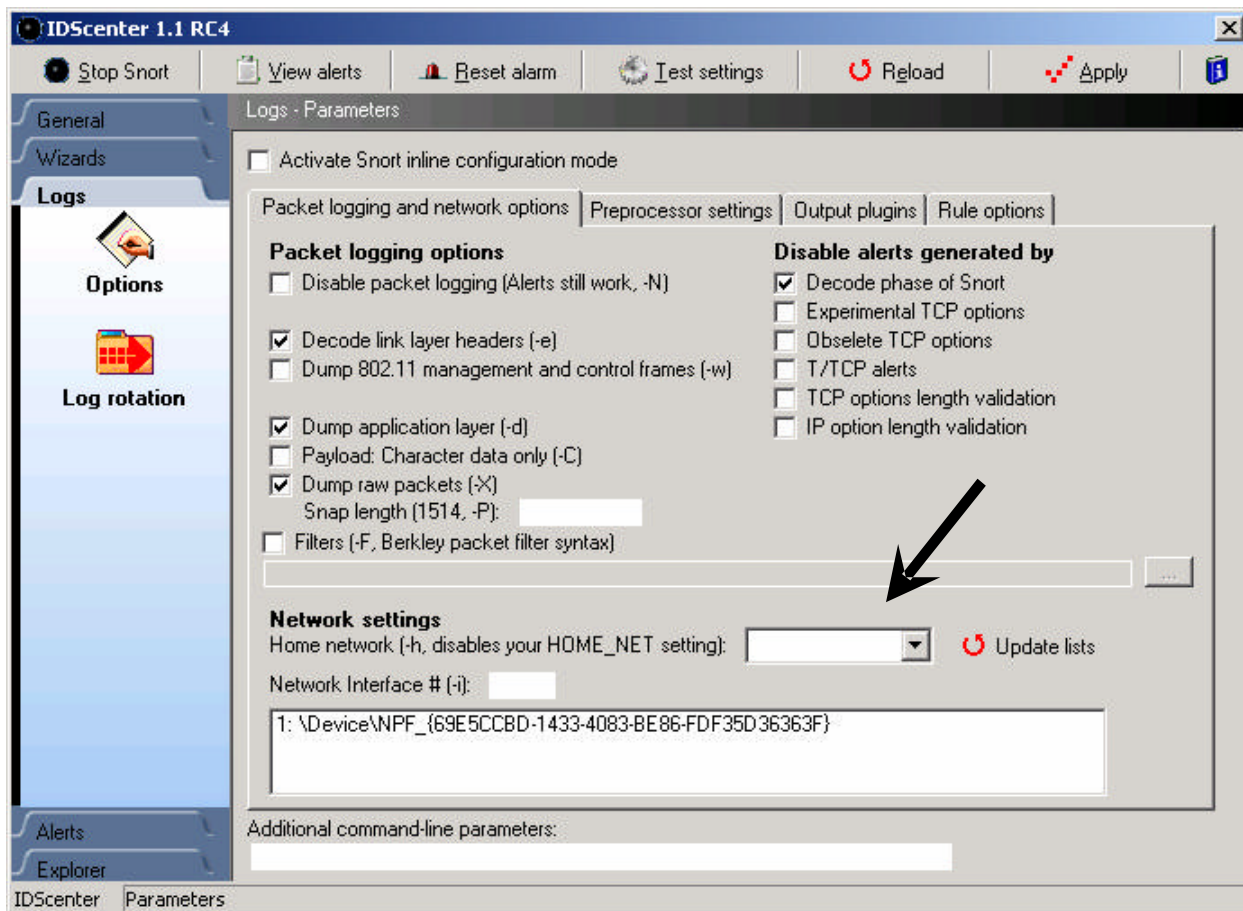 IDScenter 1.1 RC4
Stop Snort View alerts Reset alarm Test settings Reload Apply
General
Wizards
Logs
Options
Log rotation
Alerts
Explorer
Logs - Parameters
Activate Snort inline configuration mode
Packet logging and network options Preprocessor settings Output plugins Rule options
Packet logging options
Disable packet logging (Alerts still work, -N)
Decode link layer headers (-e)
Dump 802.11 management and control frames (-w)
Dump application layer (-d)
Payload: Character data only (-C)
Dump raw packets (-X)
Snap length (1514, -P):
Filters (-F, Berkley packet filter syntax)
...
Disable alerts generated by
Decode phase of Snort
Experimental TCP options
Obselete TCP options
T/TCP alerts
TCP options length validation
IP option length validation
Network settings
Home network (-h, disables your HOME_NET setting): Update lists
Network Interface # (-i):
1: \Device\NPF_{69E5CCBD-1433-4083-BE86-FDF35D36363F}
Additional command-line parameters:
IDScenter Parameters